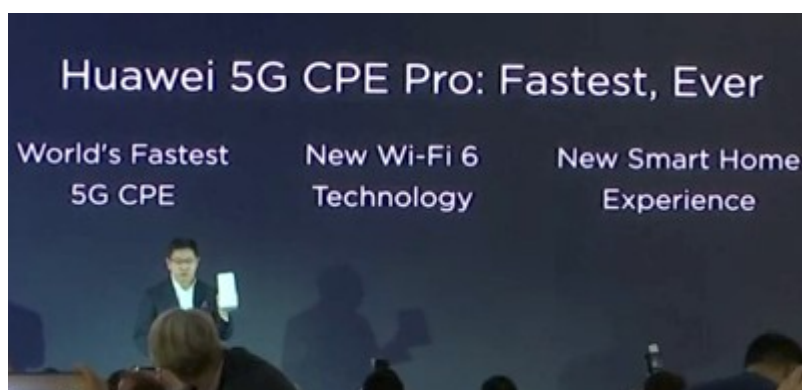 Huawei 5G CPE Pro: Fastest, Ever
World's Fastest
5G CPE
New Wi-Fi 6
Technology
New Smart Home
Experience